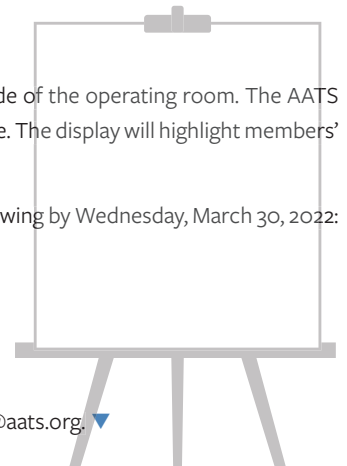 de of the operating room. The AATS
e. The display will highlight members’
wing by Wednesday, March 30, 2022:
@aats.org. ▼